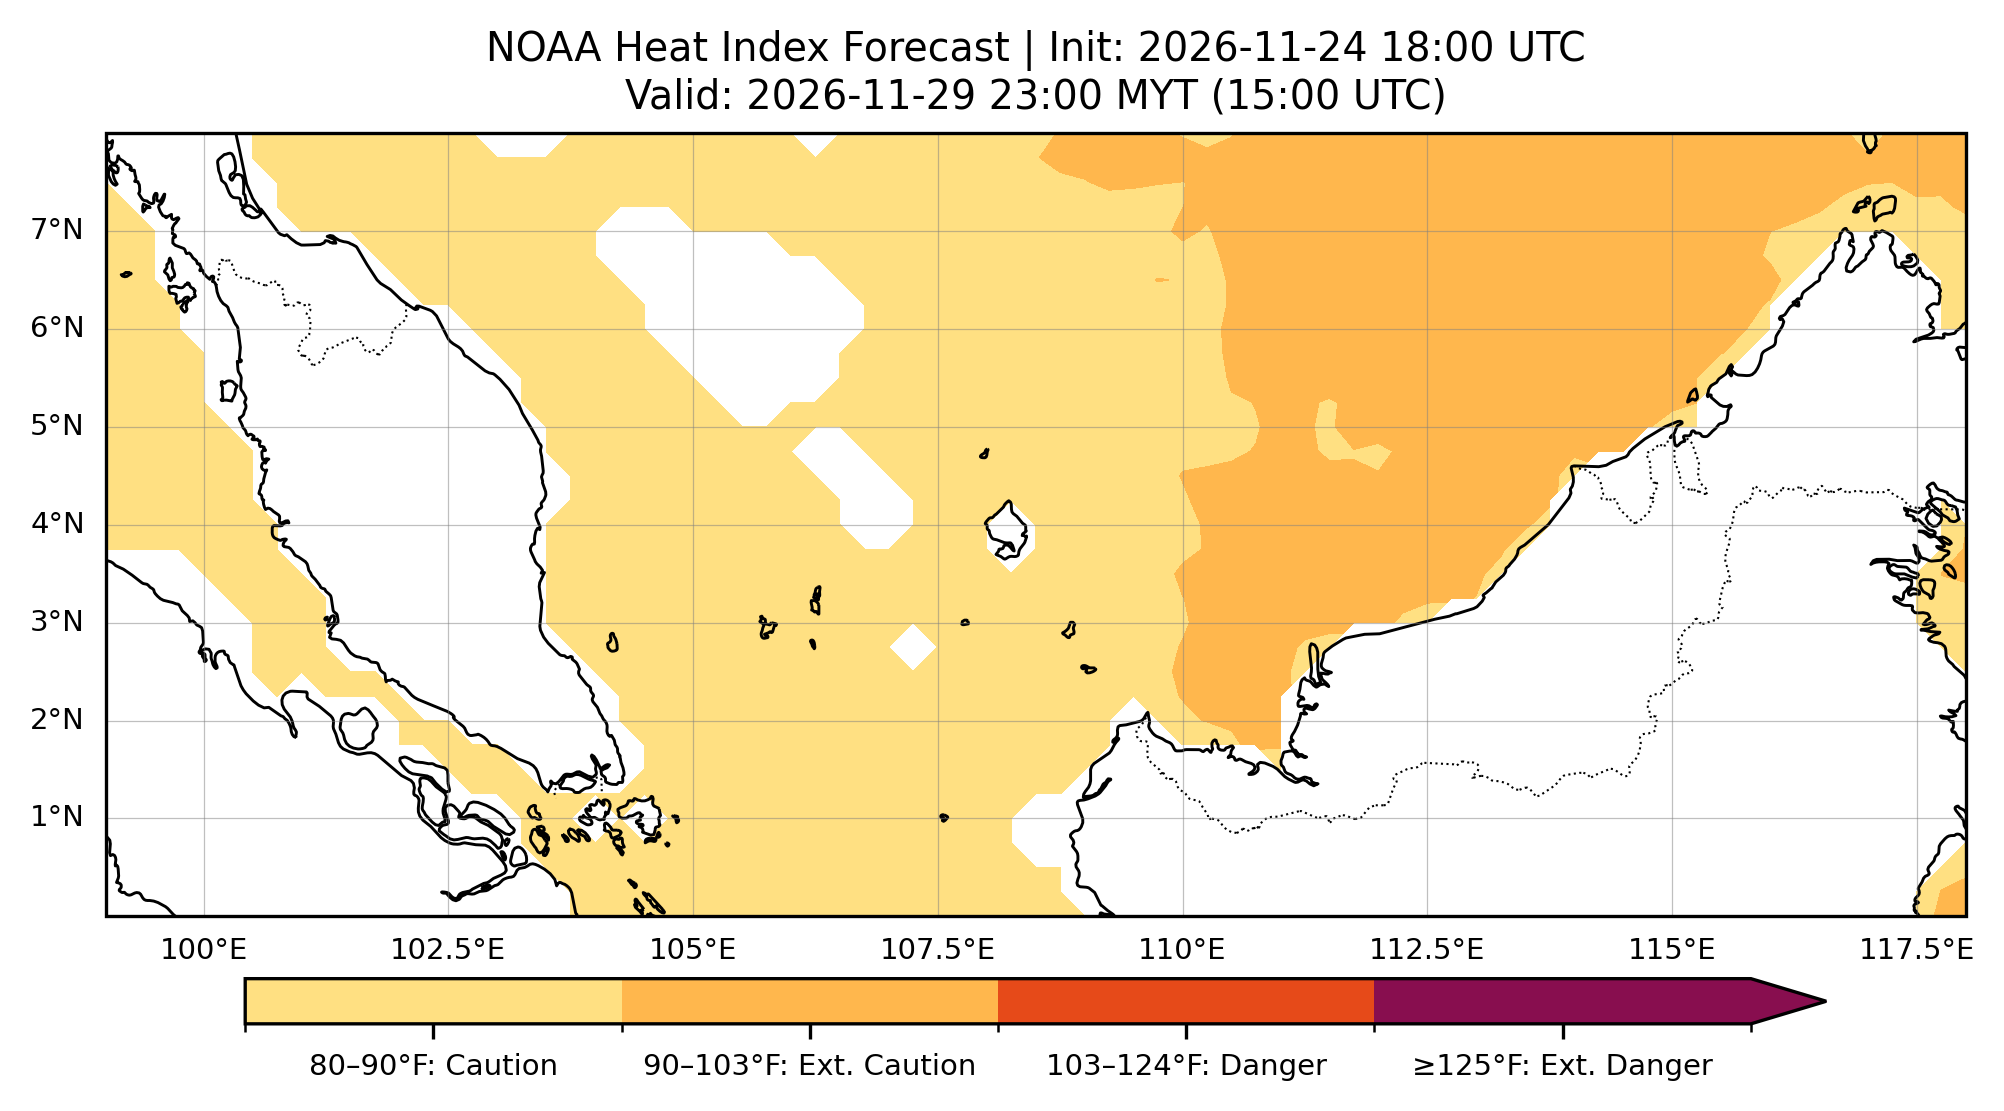 NOAA Heat Index Forecast | Init: 2026-11-24 18:00 UTC
Valid: 2026-11-29 23:00 MYT (15:00 UTC)
7°N
6°N
5°N
4°N
3°N
2°N
1°N
100°E 102.5°E 105°E 107.5°E 110°E 112.5°E 115°E 117.5°E
80–90°F: Caution 90–103°F: Ext. Caution 103–124°F: Danger ≥125°F: Ext. Danger